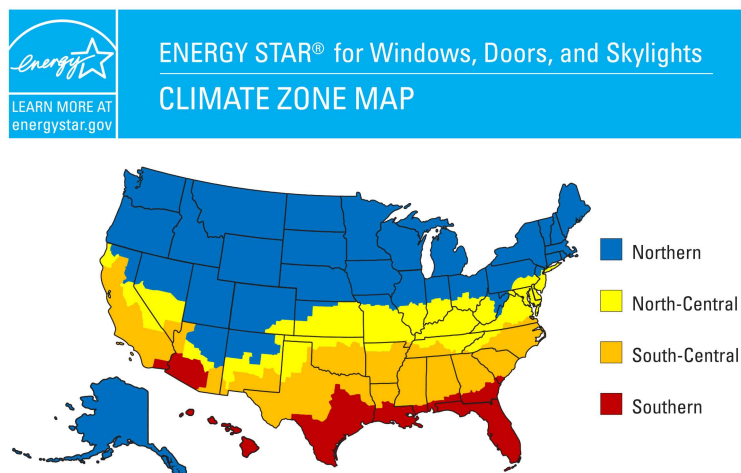 energy
LEARN MORE AT
energystar.gov
ENERGY STAR® for Windows, Doors, and Skylights
CLIMATE ZONE MAP
Northern
North-Central
South-Central
Southern